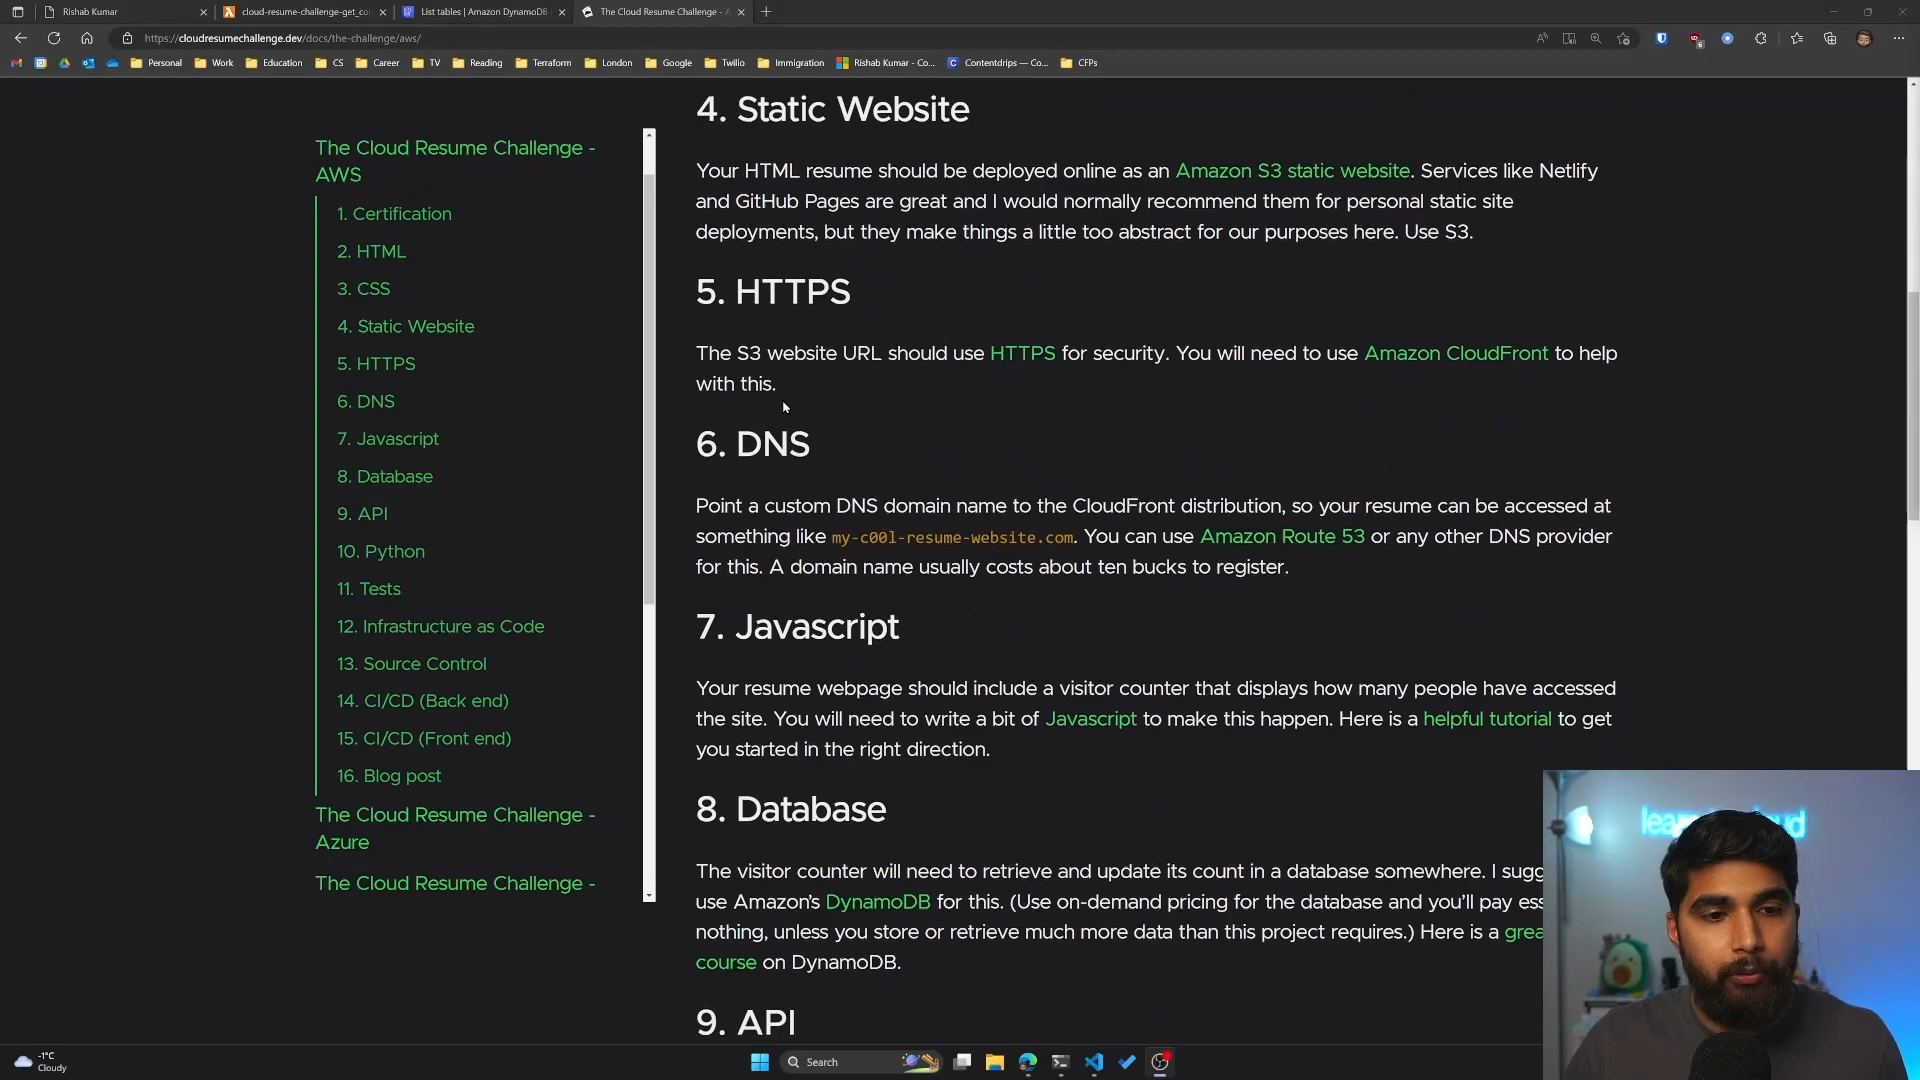 Rishab Kumar
cloud-resume-challenge-get_cou
List tables | Amazon DynamoDB
The Cloud Resume Challenge - A
https://cloudresumechallenge.dev/docs/the-challenge/aws/
Personal
Work
Education
CS
Career
TV
Reading
Terraform
London
Google
Twilio
Immigration
Rishab Kumar - Co...
Contentdrips — Co...
CFPs
The Cloud Resume Challenge -
AWS
1. Certification
2. HTML
3. CSS
4. Static Website
5. HTTPS
6. DNS
7. Javascript
8. Database
9. API
10. Python
11. Tests
12. Infrastructure as Code
13. Source Control
14. CI/CD (Back end)
15. CI/CD (Front end)
16. Blog post
The Cloud Resume Challenge -
Azure
The Cloud Resume Challenge -
4. Static Website
Your HTML resume should be deployed online as an Amazon S3 static website. Services like Netlify
and GitHub Pages are great and I would normally recommend them for personal static site
deployments, but they make things a little too abstract for our purposes here. Use S3.
5. HTTPS
The S3 website URL should use HTTPS for security. You will need to use Amazon CloudFront to help
with this.
6. DNS
Point a custom DNS domain name to the CloudFront distribution, so your resume can be accessed at
something like my-c00l-resume-website.com. You can use Amazon Route 53 or any other DNS provider
for this. A domain name usually costs about ten bucks to register.
7. Javascript
Your resume webpage should include a visitor counter that displays how many people have accessed
the site. You will need to write a bit of Javascript to make this happen. Here is a helpful tutorial to get
you started in the right direction.
8. Database
The visitor counter will need to retrieve and update its count in a database somewhere. I sugg
use Amazon's DynamoDB for this. (Use on-demand pricing for the database and you'll pay ess
nothing, unless you store or retrieve much more data than this project requires.) Here is a grea
course on DynamoDB.
9. API
-1°C
Cloudy
Search